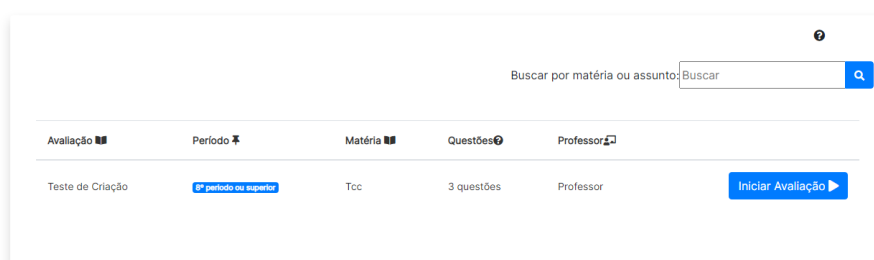 Buscar por matéria ou assunto: Buscar
Avaliação Período Matéria Questões Professor
Teste de Criação 8º período ou superior Tcc 3 questões Professor Iniciar Avaliação